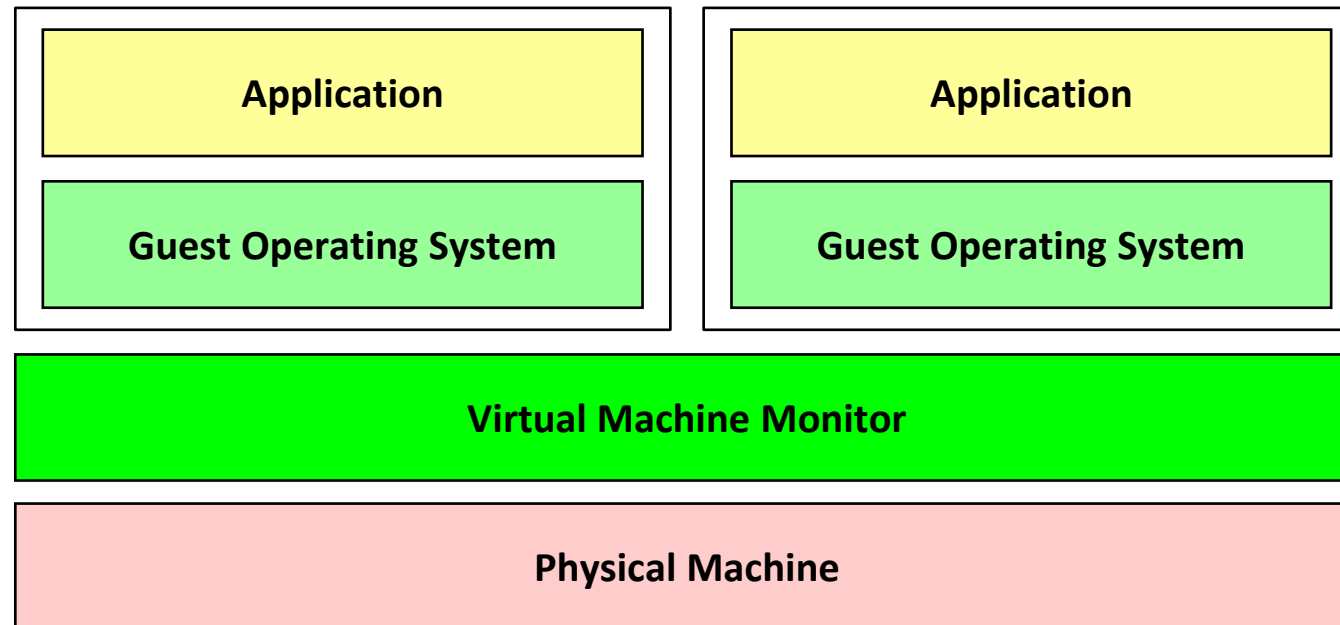 Application
Application
Guest Operating System
Guest Operating System
Virtual Machine Monitor
Physical Machine